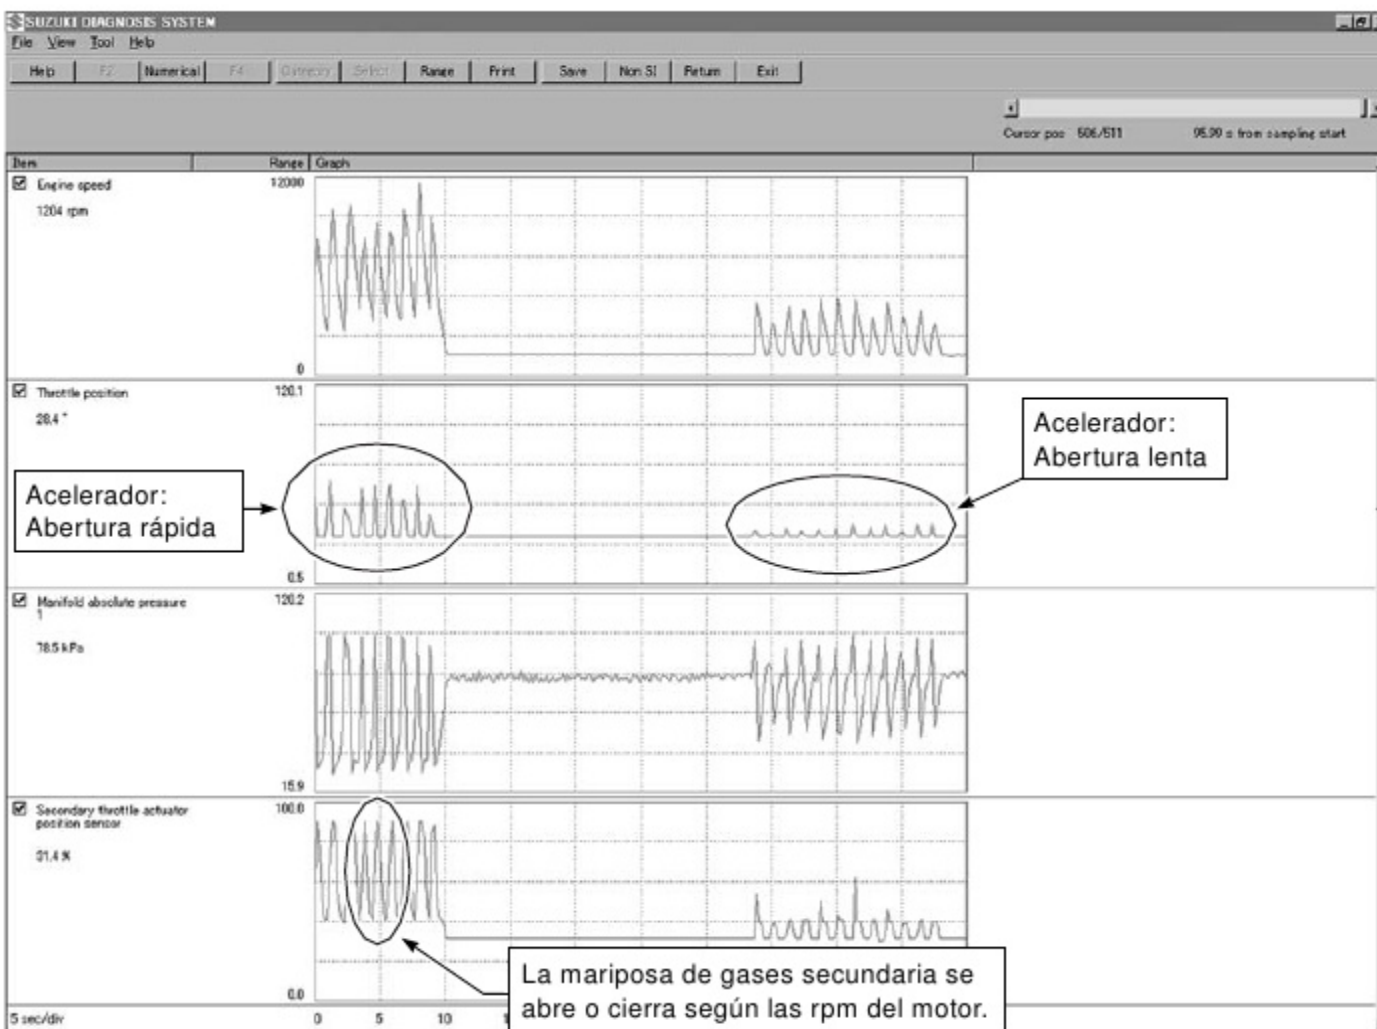 SUZUKI DIAGNOSIS SYSTEM
File View Tool Help
Help F2 Numerical F4 Category Select Range Print Save Non SI Return Exit
Cursor pos 506/511 95.99 s from sampling start
Item Range Graph
Engine speed 12000
1204 rpm
0
Throttle position 120.1
28.4 °
Acelerador:
Abertura lenta
Acelerador:
Abertura rápida
0.5
Manifold absolute pressure 120.2
1
78.5 kPa
15.9
Secondary throttle actuator 100.0
position sensor
31.4 %
La mariposa de gases secundaria se
abre o cierra según las rpm del motor.
0.0
5 sec/div 0 5 10